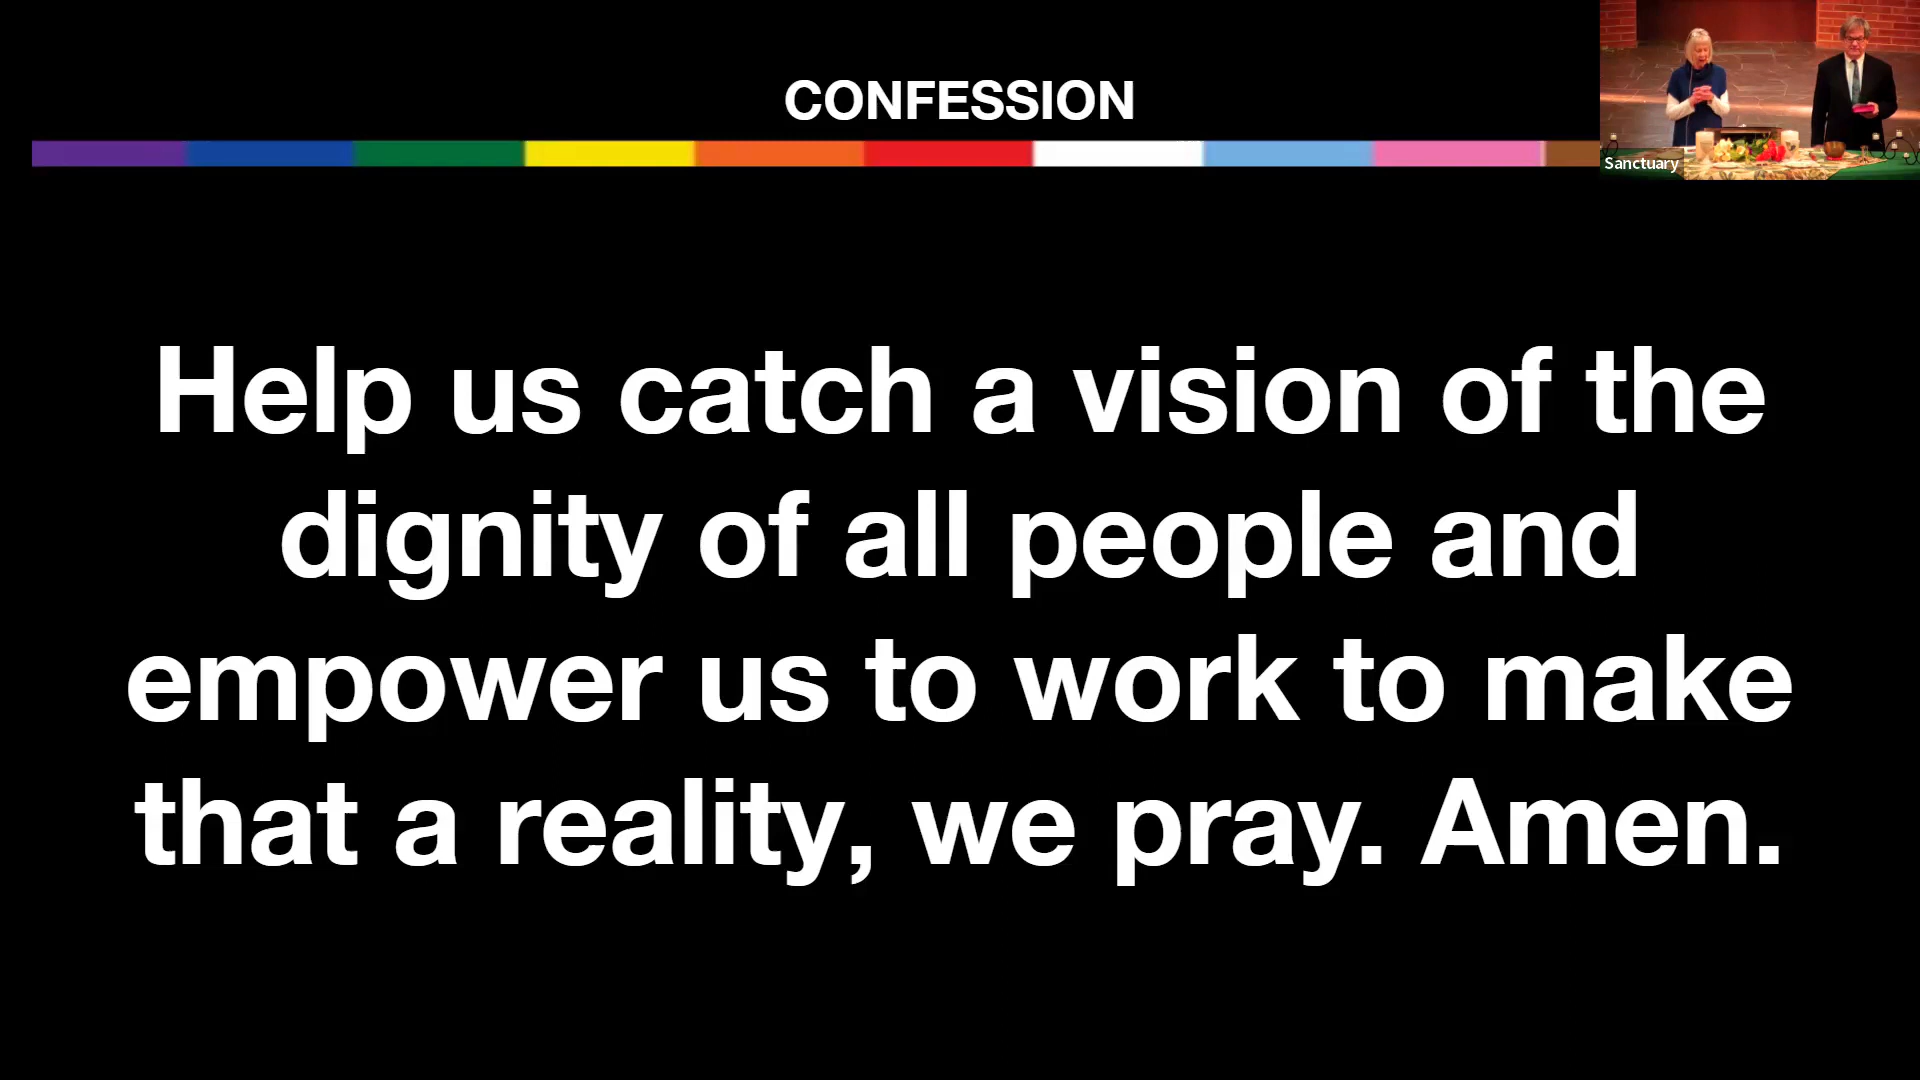 CONFESSION
Sanctuary
Help us catch a vision of the
dignity of all people and
empower us to work to make
that a reality, we pray. Amen.